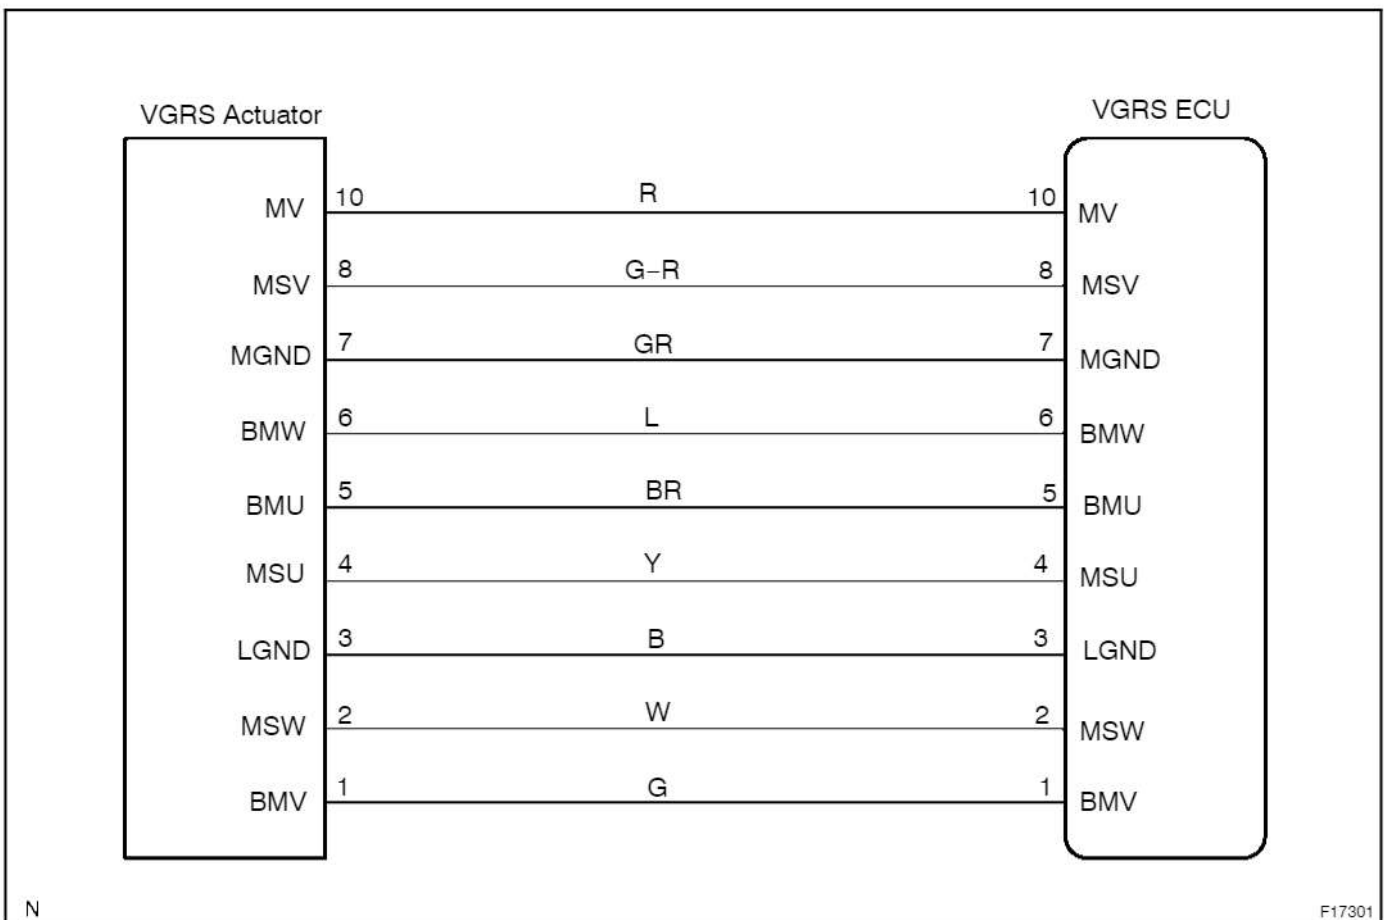 VGRS Actuator VGRS ECU
MV 10 R 10 MV
MSV 8 G–R 8 MSV
MGND 7 GR 7 MGND
BMW 6 L 6 BMW
BMU 5 BR 5 BMU
MSU 4 Y 4 MSU
LGND 3 B 3 LGND
MSW 2 W 2 MSW
BMV 1 G 1 BMV
N F17301